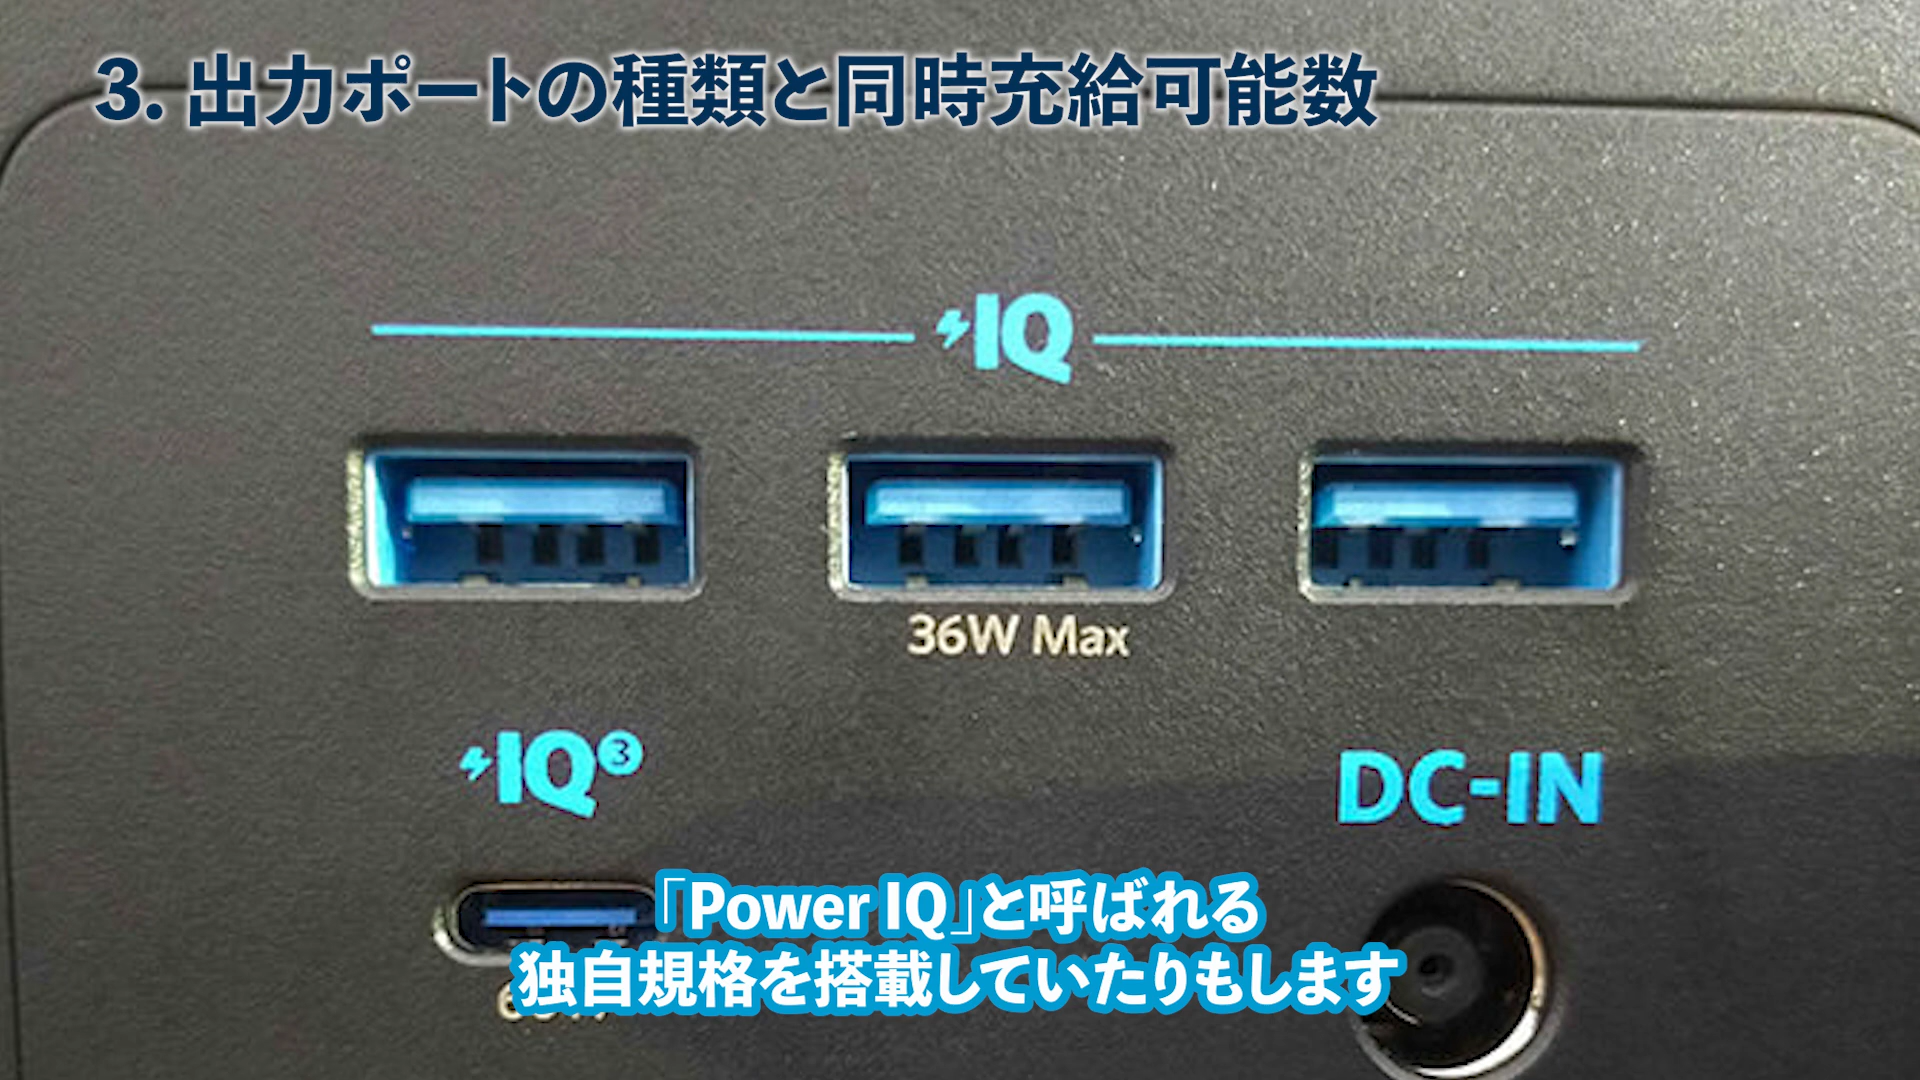 3. 出力ポートの種類と同時充給可能数
IQ
36W Max
IQ3
DC-IN
「Power IQ」と呼ばれる
独自規格を搭載していたりもします